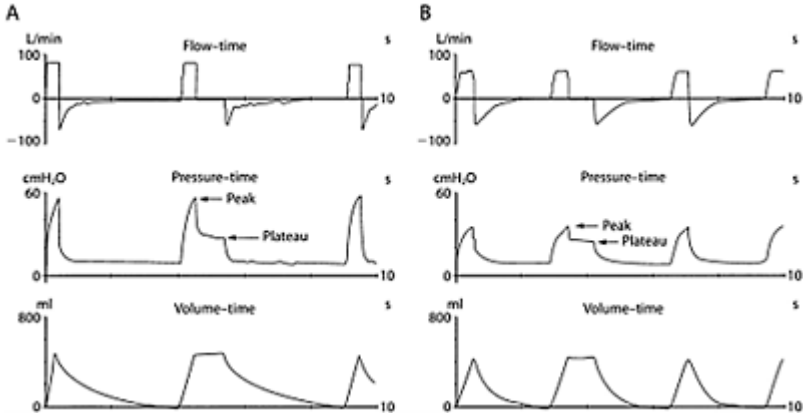 A
L/min
s
Flow-time
100
0
10
-100
cmH₂O
Pressure-time
s
60
Peak
Plateau
0
10
ml
Volume-time
s
800
0
10
B
L/min
s
Flow-time
100
0
10
-100
cmH₂O
Pressure-time
s
60
Peak
Plateau
0
10
ml
Volume-time
s
800
0
10